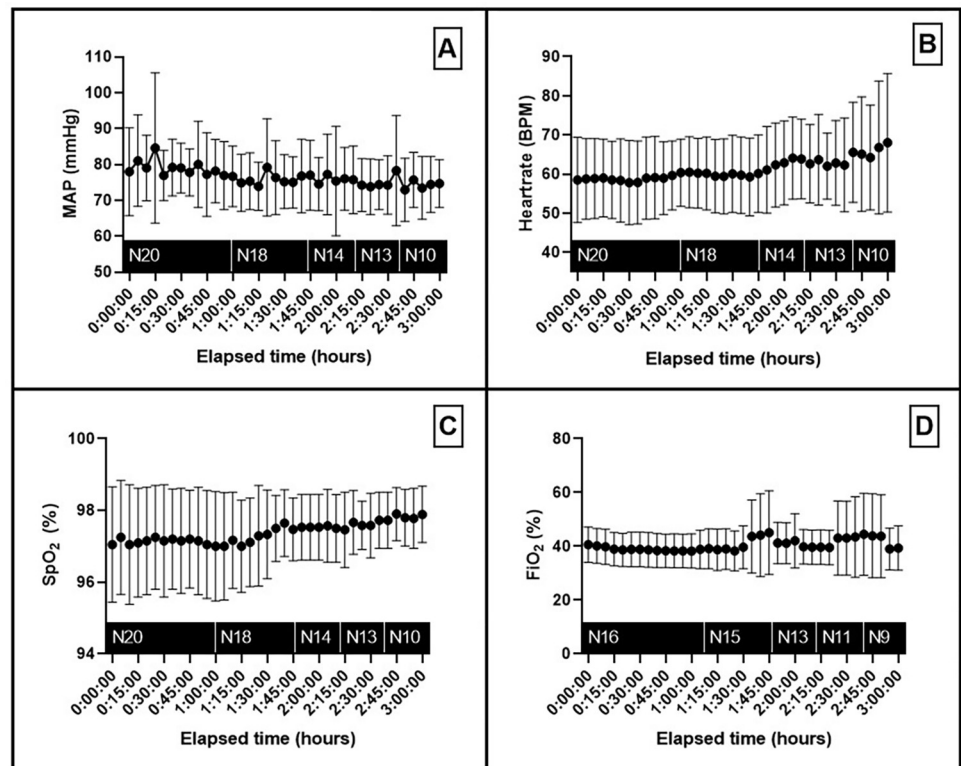 A
MAP (mmHg)
110
100
90
80
70
60
50
N20 N18 N14 N13 N10
0:00:00 0:15:00 0:30:00 0:45:00 1:00:00 1:15:00 1:30:00 1:45:00 2:00:00 2:15:00 2:30:00 2:45:00 3:00:00
Elapsed time (hours)
B
Heartrate (BPM)
90
80
70
60
50
40
N20 N18 N14 N13 N10
0:00:00 0:15:00 0:30:00 0:45:00 1:00:00 1:15:00 1:30:00 1:45:00 2:00:00 2:15:00 2:30:00 2:45:00 3:00:00
Elapsed time (hours)
C
SpO₂ (%)
100
98
96
94
N20 N18 N14 N13 N10
0:00:00 0:15:00 0:30:00 0:45:00 1:00:00 1:15:00 1:30:00 1:45:00 2:00:00 2:15:00 2:30:00 2:45:00 3:00:00
Elapsed time (hours)
D
FiO₂ (%)
80
60
40
20
0
N16 N15 N13 N11 N9
0:00:00 0:15:00 0:30:00 0:45:00 1:00:00 1:15:00 1:30:00 1:45:00 2:00:00 2:15:00 2:30:00 2:45:00 3:00:00
Elapsed time (hours)